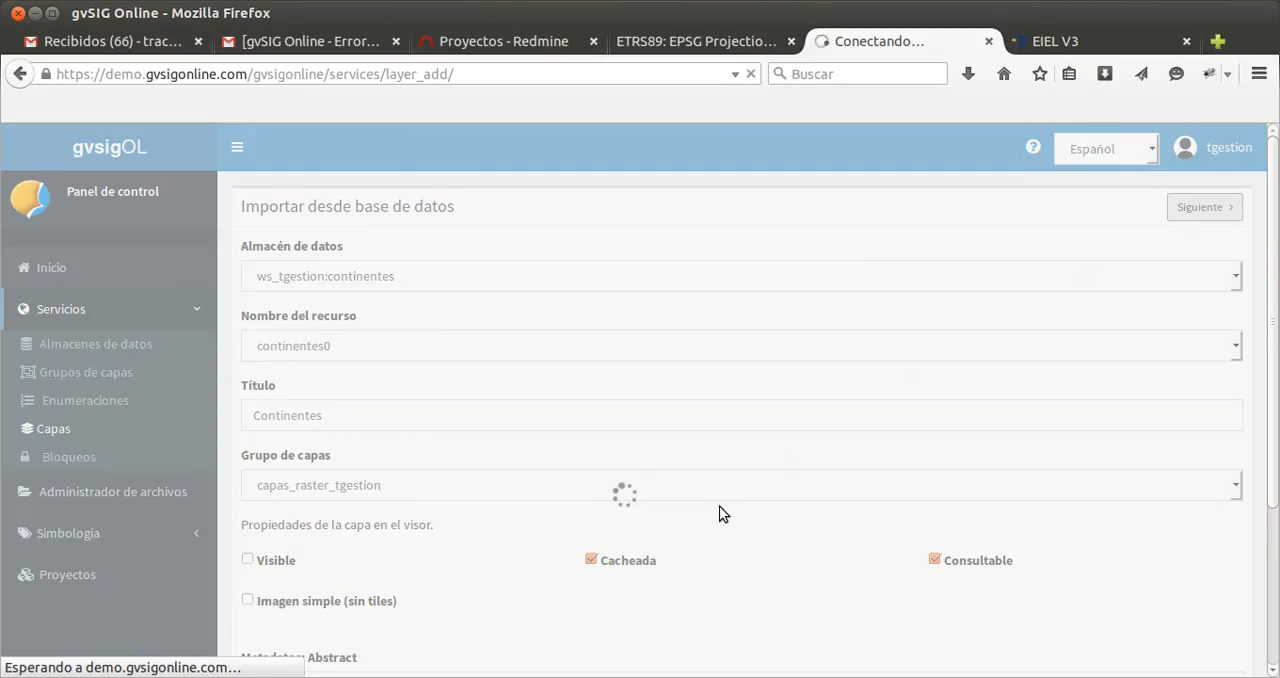 gvSIG Online - Mozilla Firefox
Recibidos (66) - trac...
[gvSIG Online - Error...
Proyectos - Redmine
ETRS89: EPSG Projectio...
Conectando...
EIEL V3
https://demo.gvsigonline.com/gvsigonline/services/layer_add/
Buscar
gvsigOL
Español
tgestion
Panel de control
Importar desde base de datos
Siguiente
Almacén de datos
ws_tgestion:continentes
Inicio
Servicios
Nombre del recurso
Almacenes de datos
continentes0
Grupos de capas
Título
Enumeraciones
Continentes
Capas
Bloqueos
Grupo de capas
Administrador de archivos
capas_raster_tgestion
Propiedades de la capa en el visor.
Simbología
Visible
Cacheada
Consultable
Proyectos
Imagen simple (sin tiles)
Metadatos: Abstract
Esperando a demo.gvsigonline.com...